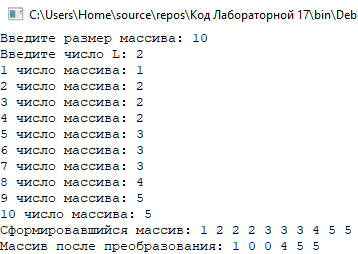 C:\Users\Home\source\repos\Код Лабораторной 17\bin\Deb
Введите размер массива: 10
Введите число L: 2
1 число массива: 1
2 число массива: 2
3 число массива: 2
4 число массива: 2
5 число массива: 3
6 число массива: 3
7 число массива: 3
8 число массива: 4
9 число массива: 5
10 число массива: 5
Сформировавшийся массив: 1 2 2 2 3 3 3 4 5 5
Массив после преобразования: 1 0 0 4 5 5